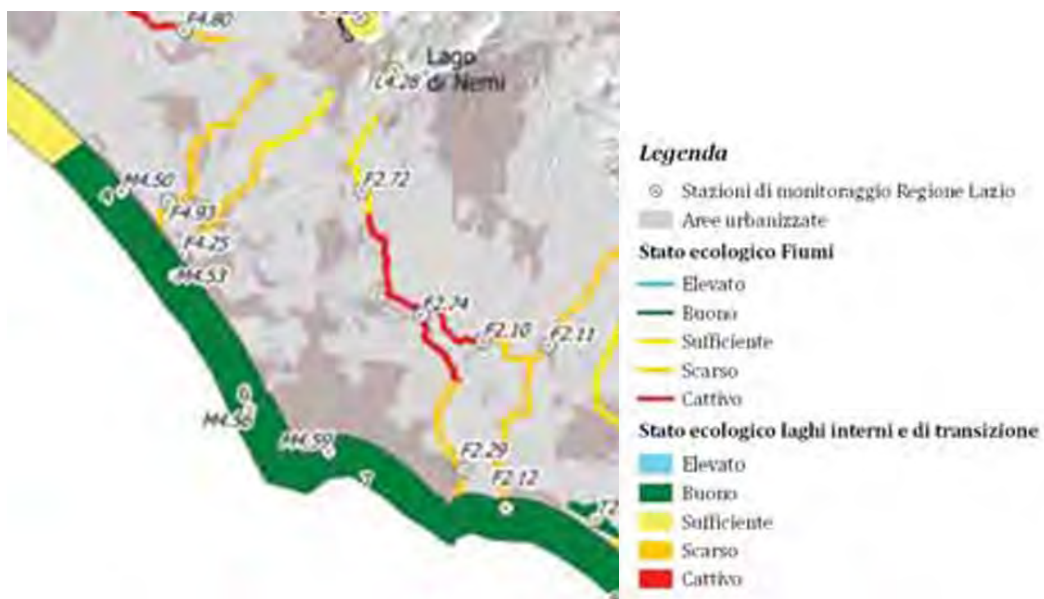 F4.80
Lago
L4.28 di Nemi
M4.50
F4.93
F2.72
F4.25
M4.53
F2.74
F2.10
F2.11
M4.56
M4.59
F2.29
F2.12
Legenda
Stazioni di monitoraggio Regione Lazio
Aree urbanizzate
Stato ecologico Fiumi
Elevato
Buono
Sufficiente
Scarso
Cattivo
Stato ecologico laghi interni e di transizione
Elevato
Buono
Sufficiente
Scarso
Cattivo